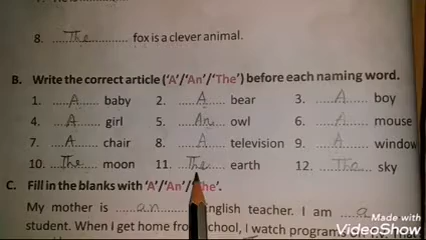 8. The fox is a clever animal.
B. Write the correct article ('A'/'An'/'The') before each naming word.
1. A baby 2. A bear 3. A boy
4. A girl 5. An owl 6. A mouse
7. A chair 8. A television 9. A window
10. The moon 11. The earth 12. The sky
C. Fill in the blanks with 'A'/'An'/'The'.
My mother is an English teacher. I am a
student. When I get home from school, I watch
Made with
VideoShow